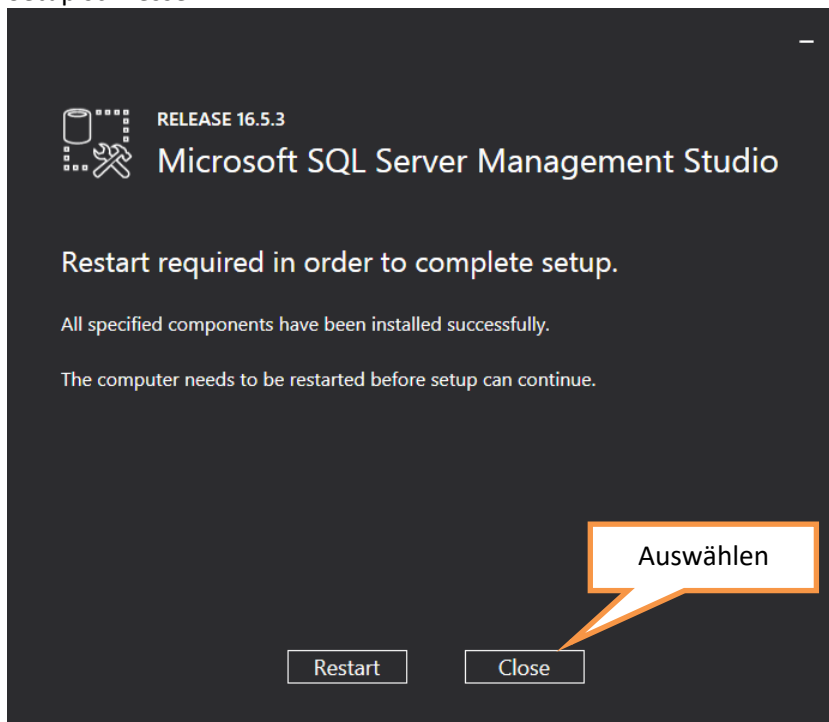 RELEASE 16.5.3
Microsoft SQL Server Management Studio
Restart required in order to complete setup.
All specified components have been installed successfully.
The computer needs to be restarted before setup can continue.
Auswählen
Restart
Close